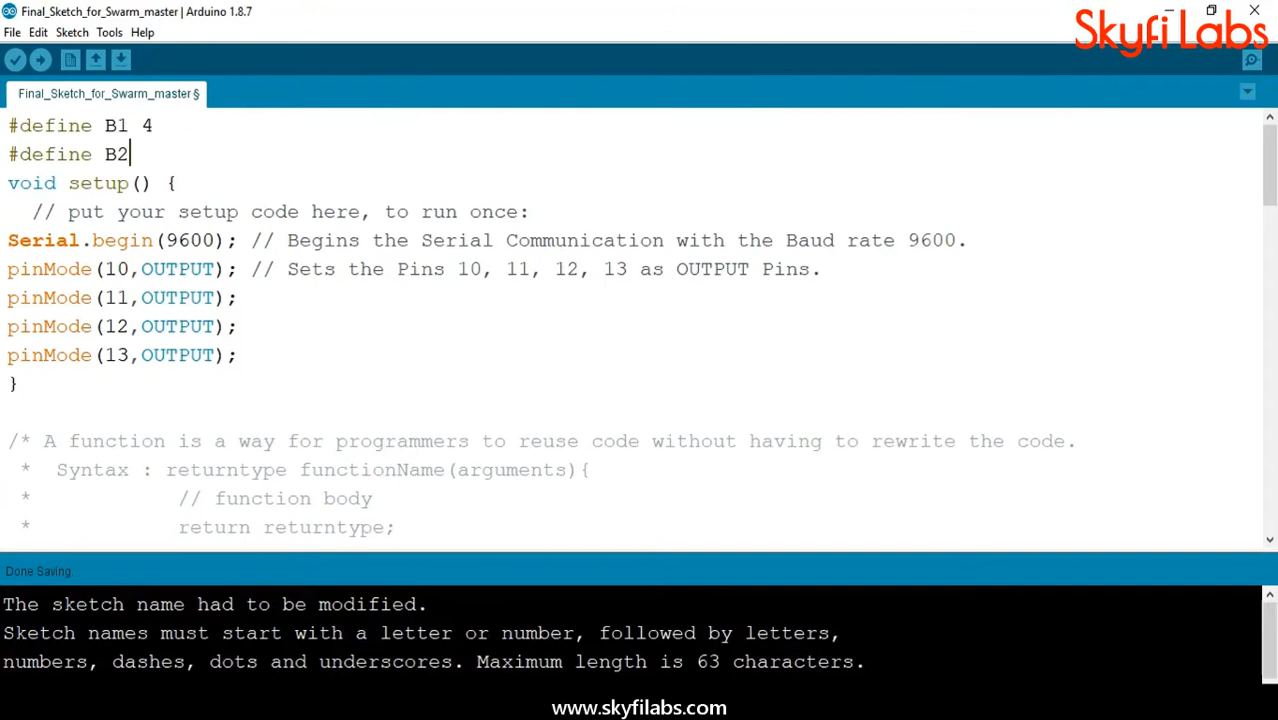 Final_Sketch_for_Swarm_master | Arduino 1.8.7
Skyfi Labs
File Edit Sketch Tools Help
Final_Sketch_for_Swarm_master §
#define B1 4
#define B2
void setup() {
// put your setup code here, to run once:
Serial.begin(9600); // Begins the Serial Communication with the Baud rate 9600.
pinMode(10,OUTPUT); // Sets the Pins 10, 11, 12, 13 as OUTPUT Pins.
pinMode(11,OUTPUT);
pinMode(12,OUTPUT);
pinMode(13,OUTPUT);
}
/* A function is a way for programmers to reuse code without having to rewrite the code.
* Syntax : returntype functionName(arguments){
* // function body
* return returntype;
Done Saving.
The sketch name had to be modified.
Sketch names must start with a letter or number, followed by letters,
numbers, dashes, dots and underscores. Maximum length is 63 characters.
www.skyfilabs.com